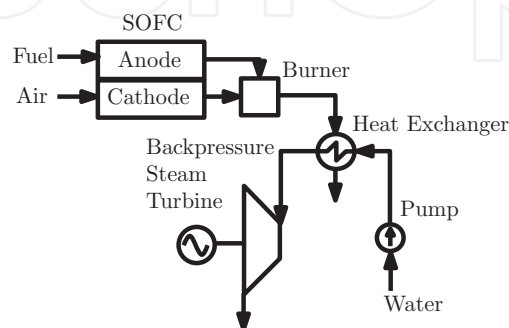 SOFC
Fuel
Anode
Burner
Air
Cathode
Heat Exchanger
Backpressure
Steam
Turbine
Pump
Water